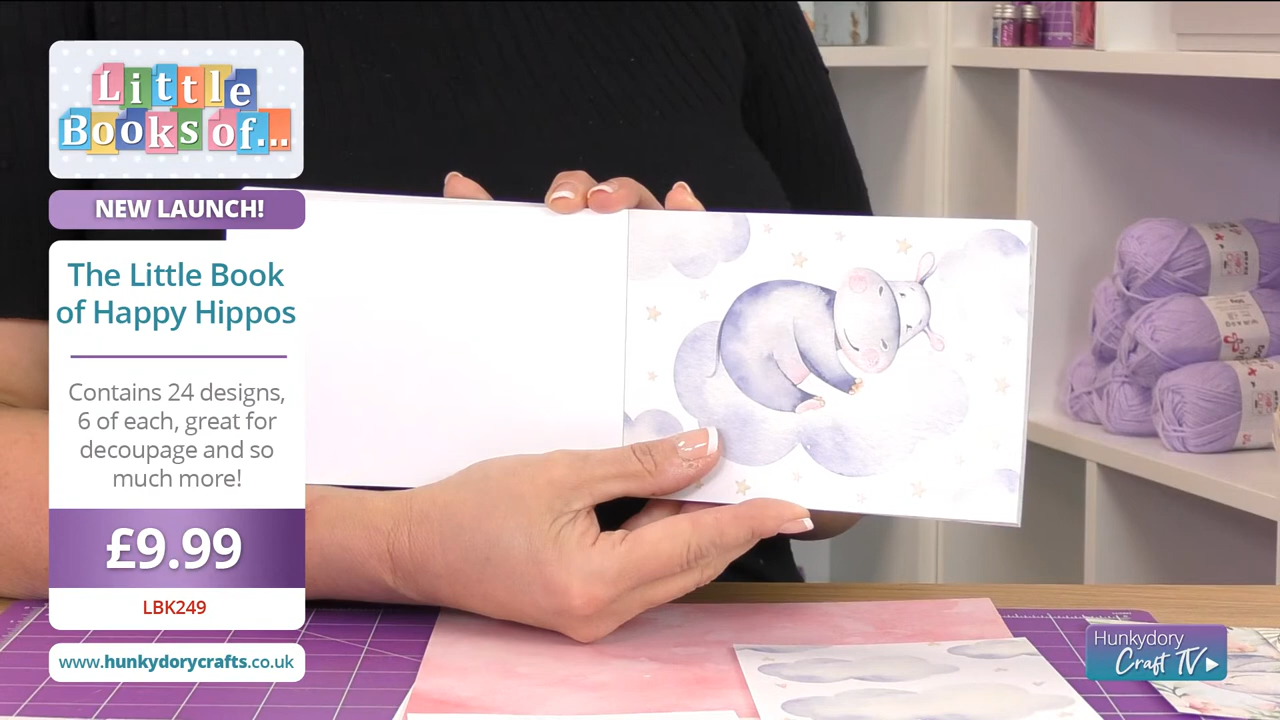 Little
Books of...
NEW LAUNCH!
The Little Book
of Happy Hippos
Contains 24 designs,
6 of each, great for
decoupage and so
much more!
£9.99
LBK249
www.hunkydorycrafts.co.uk
Hunkydory
Craft TV